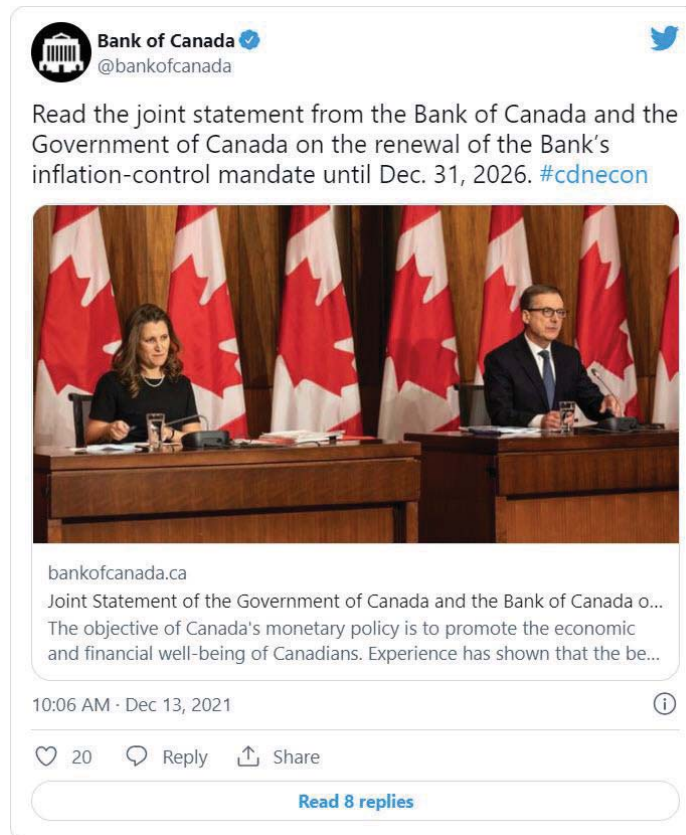 Bank of Canada
@bankofcanada
Read the joint statement from the Bank of Canada and the
Government of Canada on the renewal of the Bank's
inflation-control mandate until Dec. 31, 2026. #cdnecon
bankofcanada.ca
Joint Statement of the Government of Canada and the Bank of Canada o...
The objective of Canada's monetary policy is to promote the economic
and financial well-being of Canadians. Experience has shown that the be...
10:06 AM · Dec 13, 2021
20 Reply Share
Read 8 replies